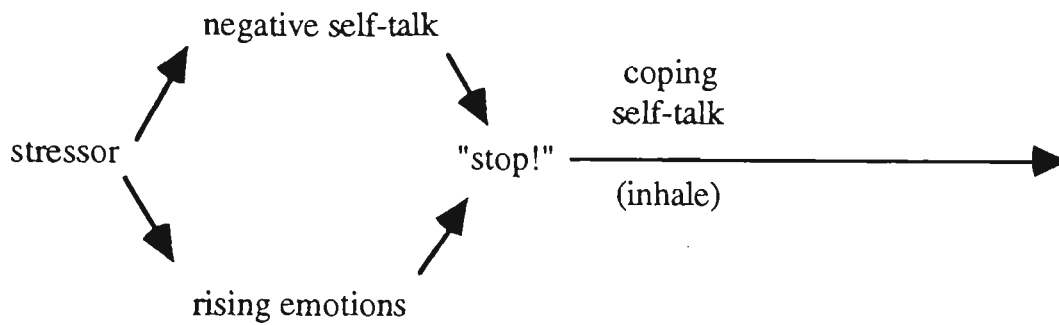 negative self-talk
coping
self-talk
stressor
"stop!"
(inhale)
rising emotions